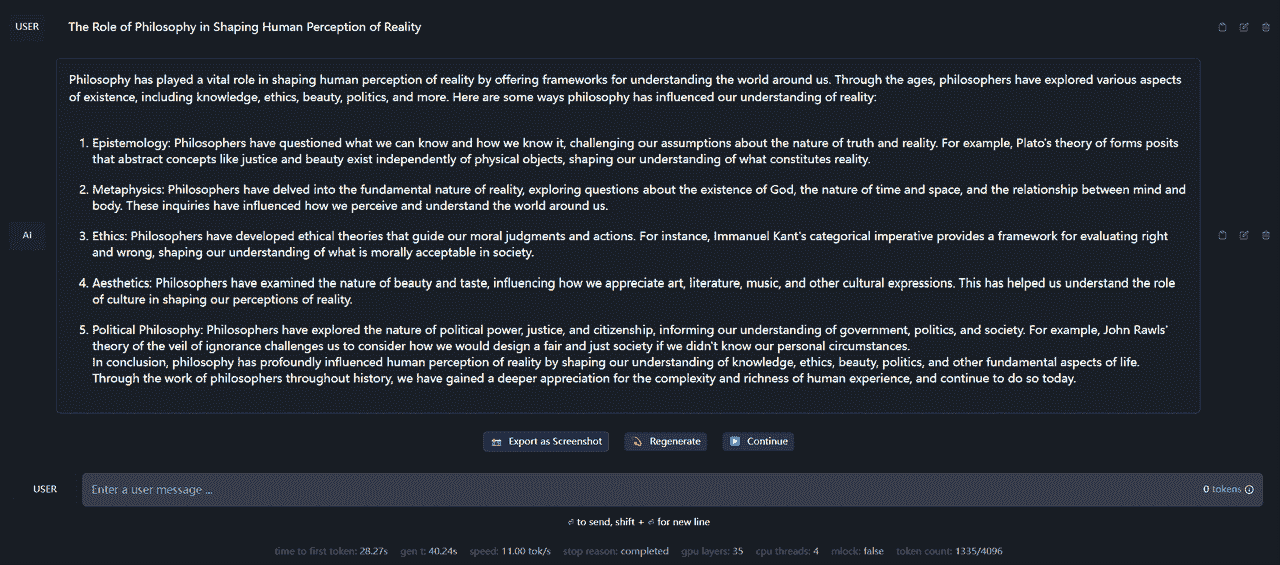 USER
The Role of Philosophy in Shaping Human Perception of Reality
Philosophy has played a vital role in shaping human perception of reality by offering frameworks for understanding the world around us. Through the ages, philosophers have explored various aspects
of existence, including knowledge, ethics, beauty, politics, and more. Here are some ways philosophy has influenced our understanding of reality:
1. Epistemology: Philosophers have questioned what we can know and how we know it, challenging our assumptions about the nature of truth and reality. For example, Plato's theory of forms posits
that abstract concepts like justice and beauty exist independently of physical objects, shaping our understanding of what constitutes reality.
2. Metaphysics: Philosophers have delved into the fundamental nature of reality, exploring questions about the existence of God, the nature of time and space, and the relationship between mind and
body. These inquiries have influenced how we perceive and understand the world around us.
AI
3. Ethics: Philosophers have developed ethical theories that guide our moral judgments and actions. For instance, Immanuel Kant's categorical imperative provides a framework for evaluating right
and wrong, shaping our understanding of what is morally acceptable in society.
4. Aesthetics: Philosophers have examined the nature of beauty and taste, influencing how we appreciate art, literature, music, and other cultural expressions. This has helped us understand the role
of culture in shaping our perceptions of reality.
5. Political Philosophy: Philosophers have explored the nature of political power, justice, and citizenship, informing our understanding of government, politics, and society. For example, John Rawls'
theory of the veil of ignorance challenges us to consider how we would design a fair and just society if we didn't know our personal circumstances.
In conclusion, philosophy has profoundly influenced human perception of reality by shaping our understanding of knowledge, ethics, beauty, politics, and other fundamental aspects of life.
Through the work of philosophers throughout history, we have gained a deeper appreciation for the complexity and richness of human experience, and continue to do so today.
Export as Screenshot Regenerate Continue
USER
Enter a user message ... 0 tokens
⏎ to send, shift + ⏎ for new line
time to first token: 28.27s gen t: 40.24s speed: 11.00 tok/s stop reason: completed gpu layers: 35 cpu threads: 4 mlock: false token count: 1335/4096